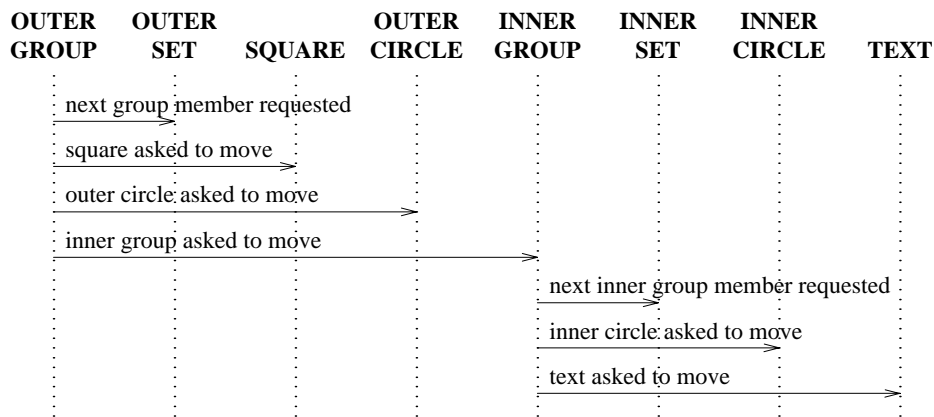 OUTER OUTER OUTER INNER INNER INNER
GROUP SET SQUARE CIRCLE GROUP SET CIRCLE TEXT
next group member requested
square asked to move
outer circle asked to move
inner group asked to move
next inner group member requested
inner circle asked to move
text asked to move